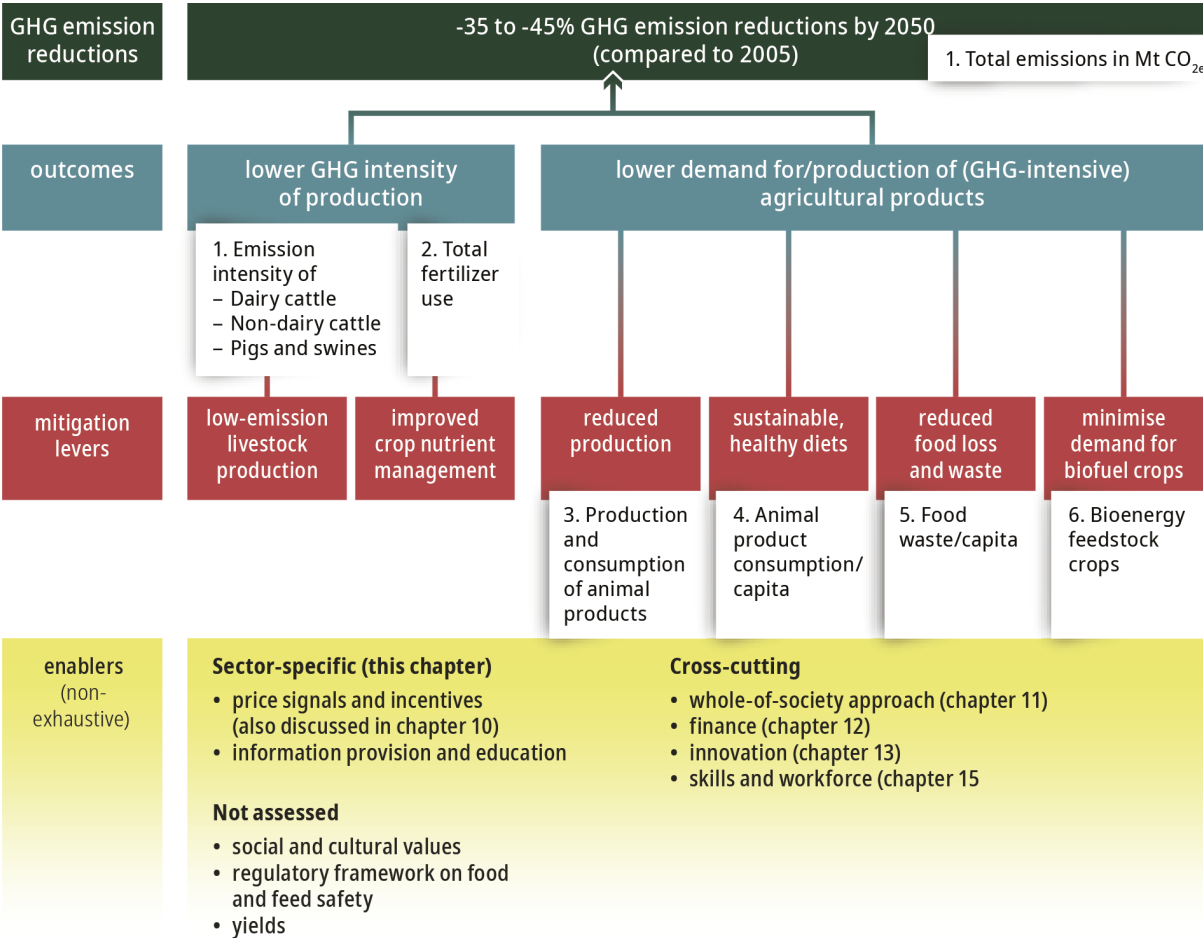 GHG emission
reductions
-35 to -45% GHG emission reductions by 2050
(compared to 2005)
1. Total emissions in Mt CO2e
outcomes
lower GHG intensity
of production
lower demand for/production of (GHG-intensive)
agricultural products
1. Emission
intensity of
– Dairy cattle
– Non-dairy cattle
– Pigs and swines
2. Total
fertilizer
use
mitigation
levers
low-emission
livestock
production
improved
crop nutrient
management
reduced
production
sustainable,
healthy diets
reduced
food loss
and waste
minimise
demand for
biofuel crops
3. Production
and
consumption
of animal
products
4. Animal
product
consumption/
capita
5. Food
waste/capita
6. Bioenergy
feedstock
crops
enablers
(non-
exhaustive)
Sector-specific (this chapter)
• price signals and incentives
(also discussed in chapter 10)
• information provision and education
Not assessed
• social and cultural values
• regulatory framework on food
and feed safety
• yields
Cross-cutting
• whole-of-society approach (chapter 11)
• finance (chapter 12)
• innovation (chapter 13)
• skills and workforce (chapter 15